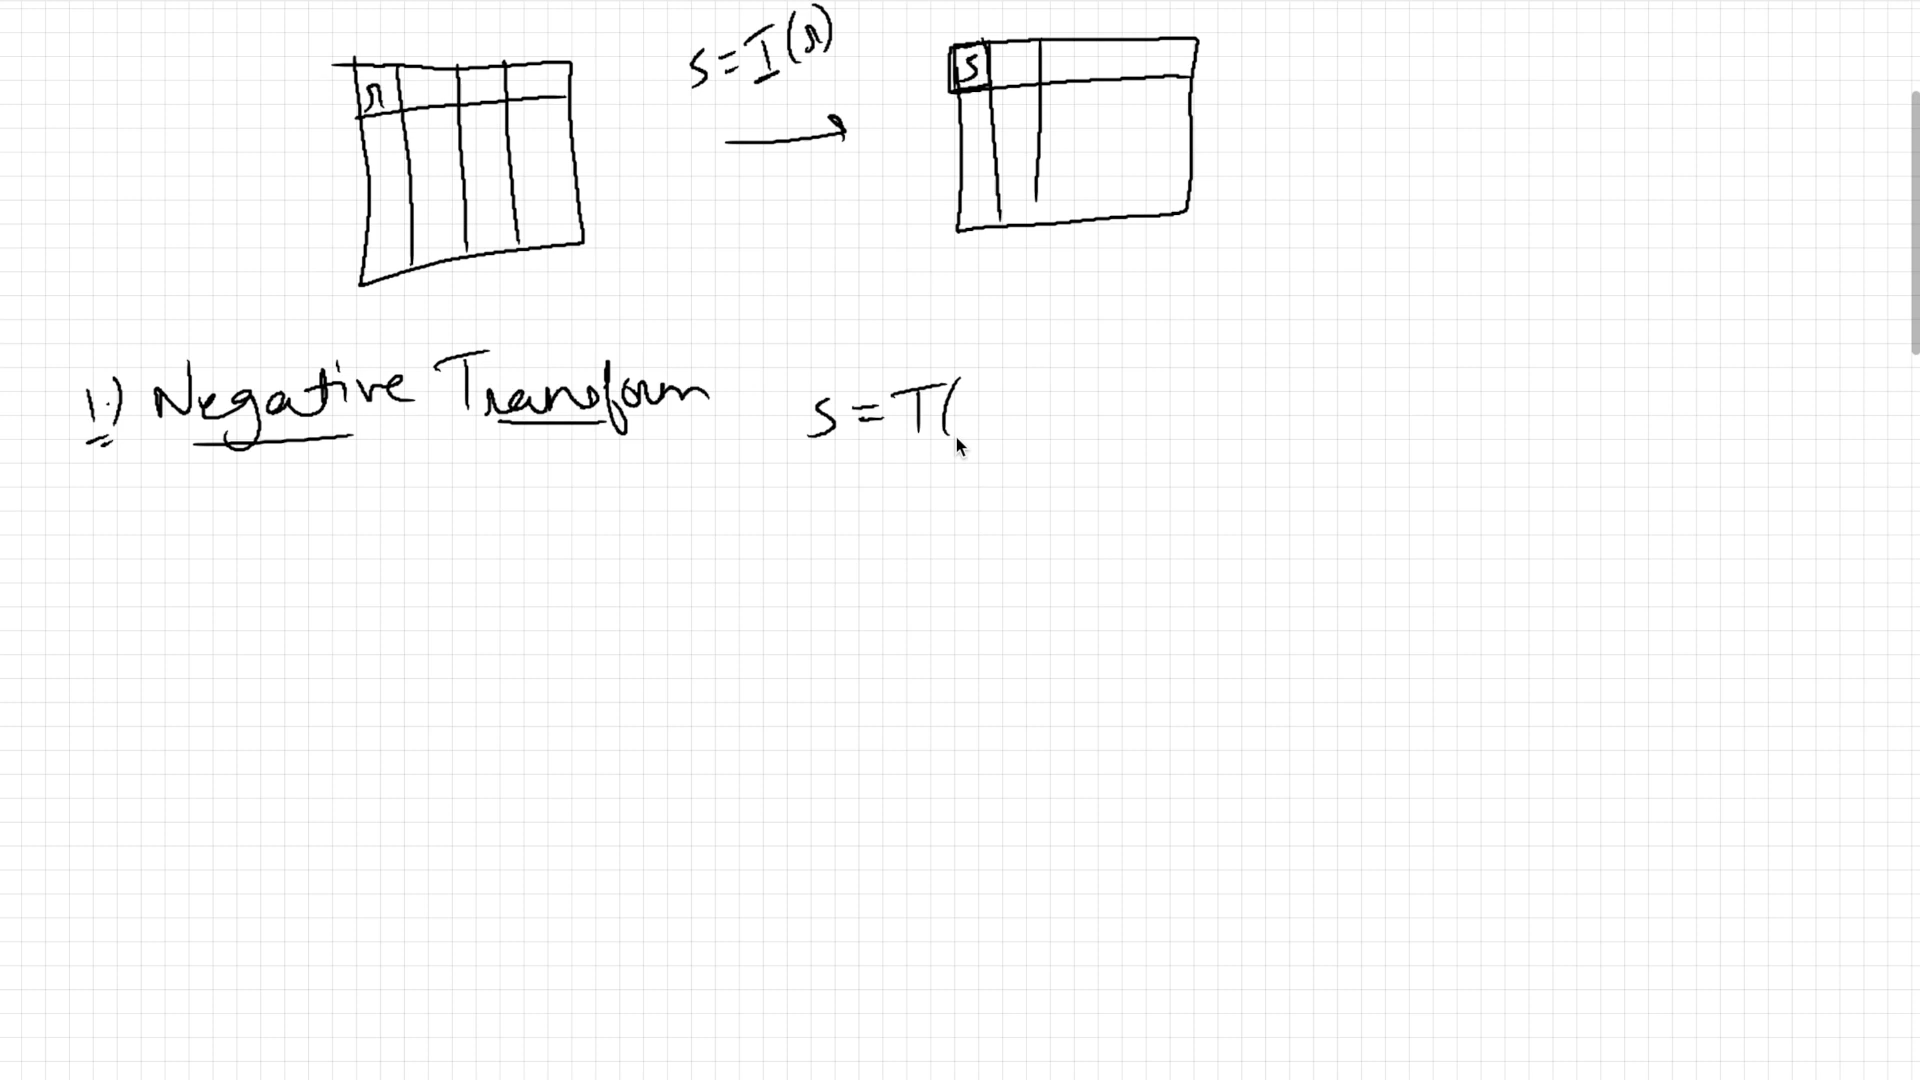 s = T(r)
r
s
1.) Negative Transform s = T(